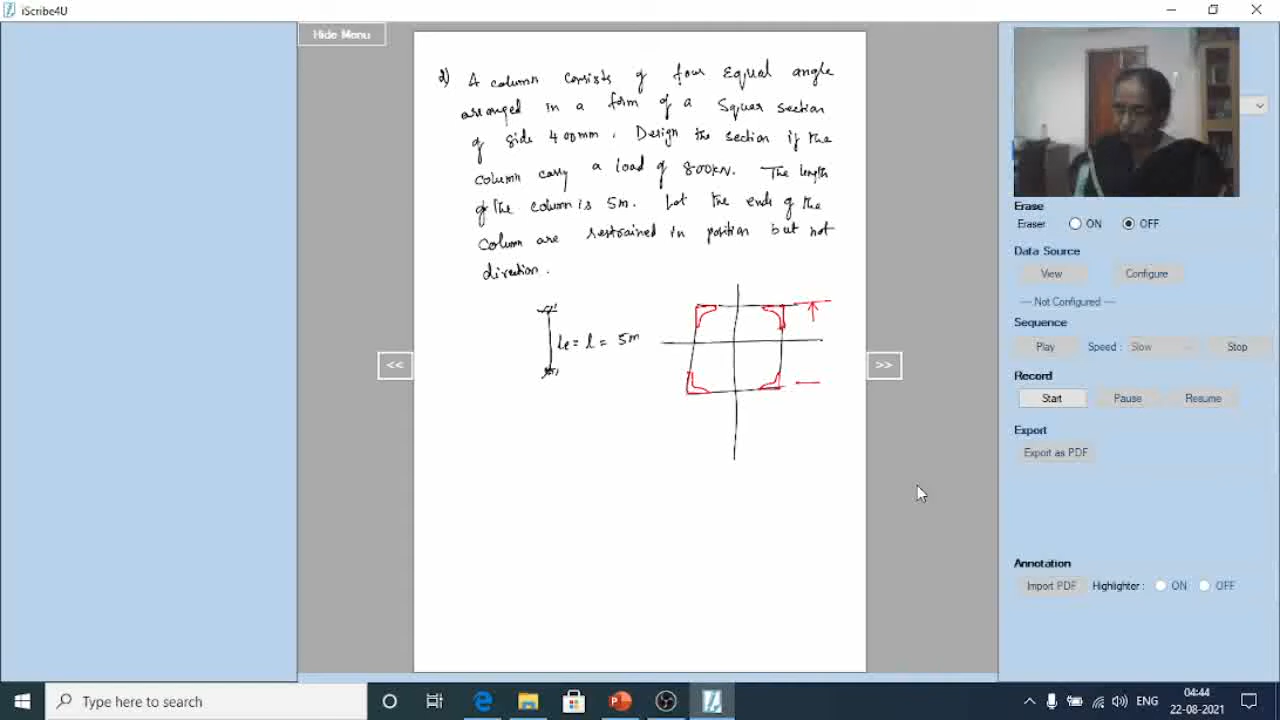 iScribe4U
Hide Menu
2) A column consists of four Equal angle
arranged in a form of a Squar section
of side 400mm. Design the section if the
column carry a load of 800kN. The length
of the column is 5m. Let the ends of the
column are restrained in position but not
direction.
le = l = 5m
<<
>>
Erase
Eraser ON OFF
Data Source
View Configure
--- Not Configured ---
Sequence
Play Speed : Slow Stop
Record
Start Pause Resume
Export
Export as PDF
Annotation
Import PDF Highlighter : ON OFF
Type here to search
ENG
04:44
22-08-2021